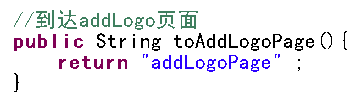 //到达addLogo页面
public String toAddLogoPage(){
    return "addLogoPage" ;
}